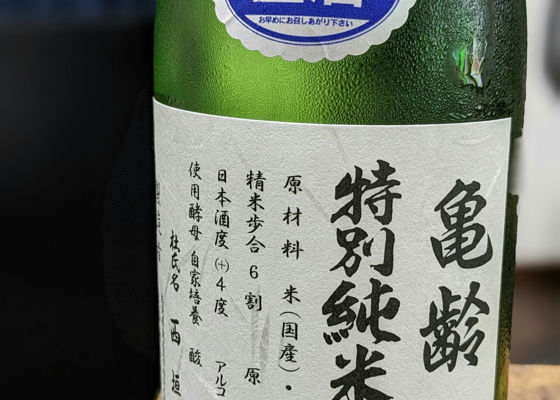 お早めにお召しあがり下さい
亀齢
特別純米
原材料 米(国産)・
精米歩合 6割 原
日本酒度(+)4度 アルコ
使用酵母 自家培養 酸
杜氏名 西垣